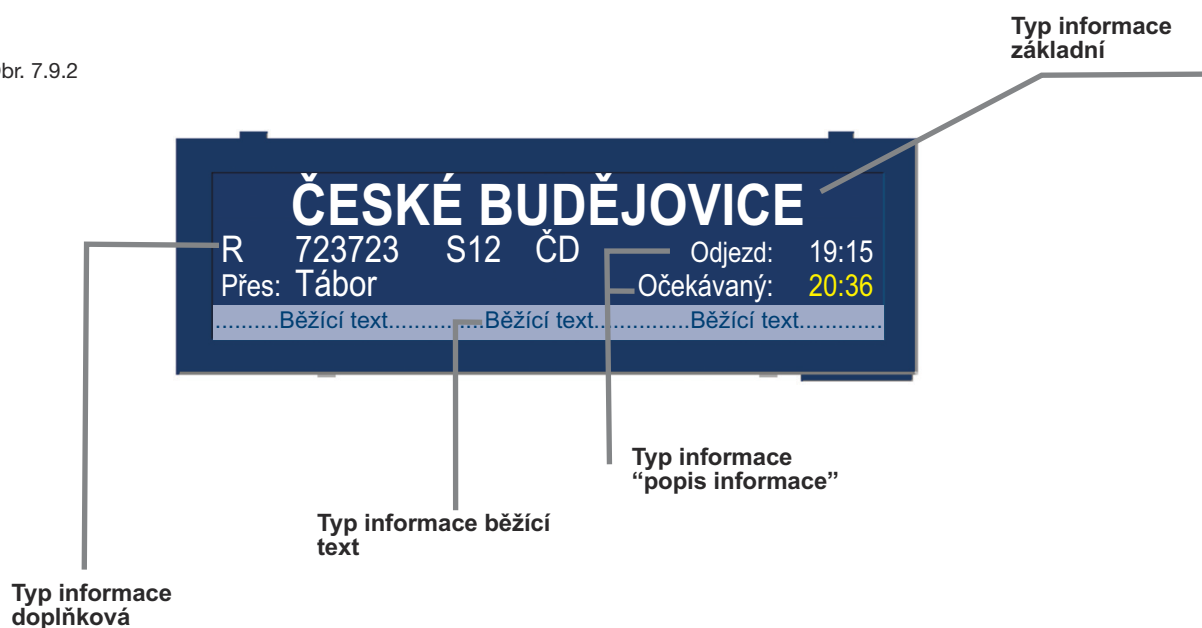 Typ informace
základní
br. 7.9.2
ČESKÉ BUDĚJOVICE
R 723723 S12 ČD Odjezd: 19:15
Přes: Tábor Očekávaný: 20:36
..........Běžící text...............Běžící text...............Běžící text.............
Typ informace
“popis informace”
Typ informace běžící
text
Typ informace
doplňková